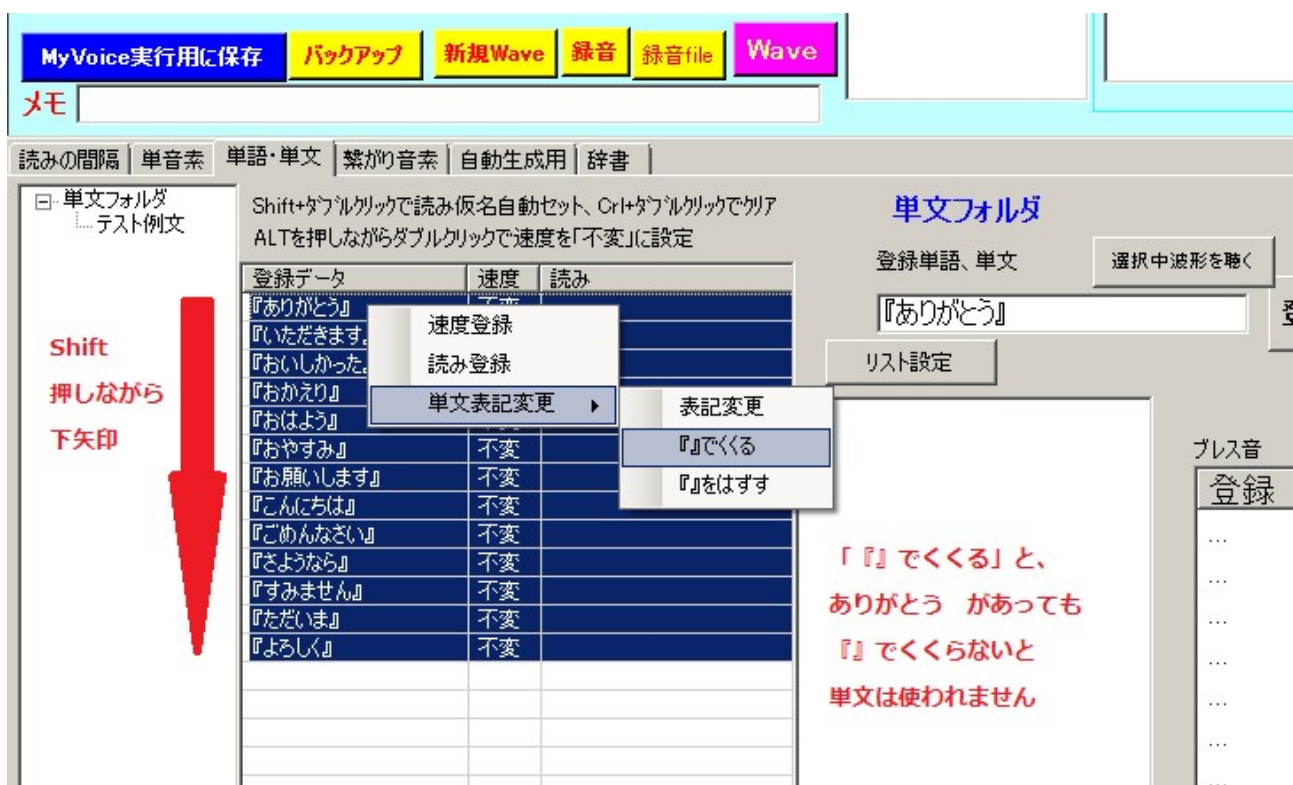 MyVoice実行用に保存
バックアップ
新規Wave
録音
録音file
Wave
メモ
読みの間隔
単音素
単語・単文
繋がり音素
自動生成用
辞書
単文フォルダ
テスト例文
Shift+ダブルクリックで読み仮名自動セット、Crl+ダブルクリックでクリア
ALTを押しながらダブルクリックで速度を「不変」に設定
単文フォルダ
登録単語、単文
選択中波形を聴く
『ありがとう』
リスト設定
登録データ 速度 読み
『ありがとう』
『いただきます。
『おいしかった。
『おかえり』
『おはよう』
『おやすみ』 不変
『お願いします』 不変
『こんにちは』 不変
『ごめんなさい』 不変
『さようなら』 不変
『すみません』 不変
『ただいま』 不変
『よろしく』 不変
速度登録
読み登録
単文表記変更
表記変更
『』でくくる
『』をはずす
Shift
押しながら
下矢印
ブレス音
登録
...
...
...
...
...
...
「『』でくくる」と、
ありがとう があっても
『』でくくらないと
単文は使われません